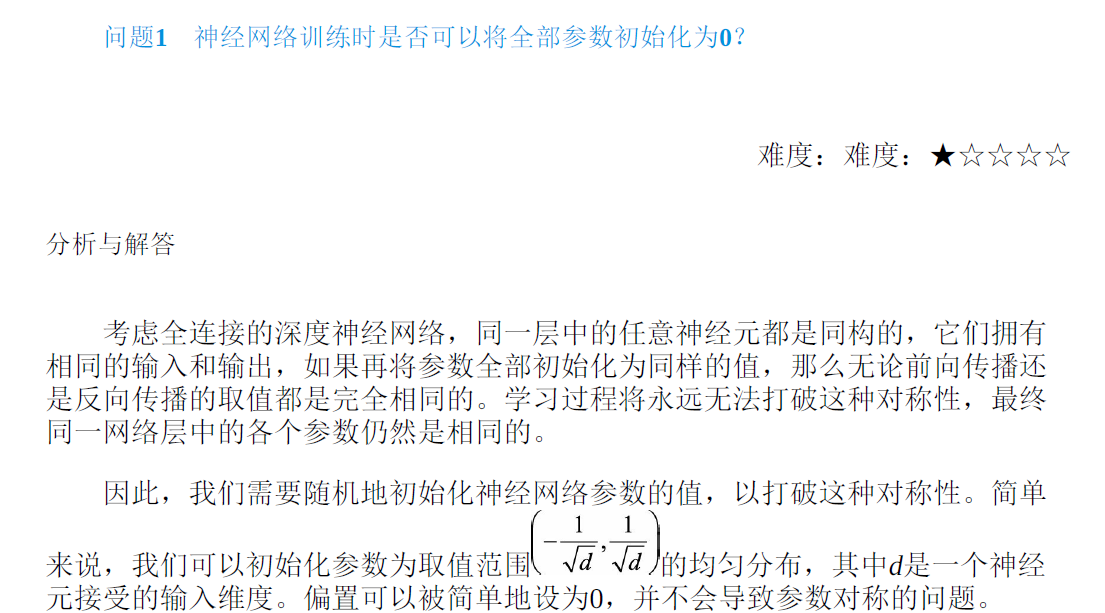 问题1 神经网络训练时是否可以将全部参数初始化为0？
难度：难度：★☆☆☆☆
分析与解答
考虑全连接的深度神经网络，同一层中的任意神经元都是同构的，它们拥有
相同的输入和输出，如果再将参数全部初始化为同样的值，那么无论前向传播还
是反向传播的取值都是完全相同的。学习过程将永远无法打破这种对称性，最终
同一网络层中的各个参数仍然是相同的。
因此，我们需要随机地初始化神经网络参数的值，以打破这种对称性。简单
来说，我们可以初始化参数为取值范围(-1/√d, 1/√d)的均匀分布，其中d是一个神经
元接受的输入维度。偏置可以被简单地设为0，并不会导致参数对称的问题。